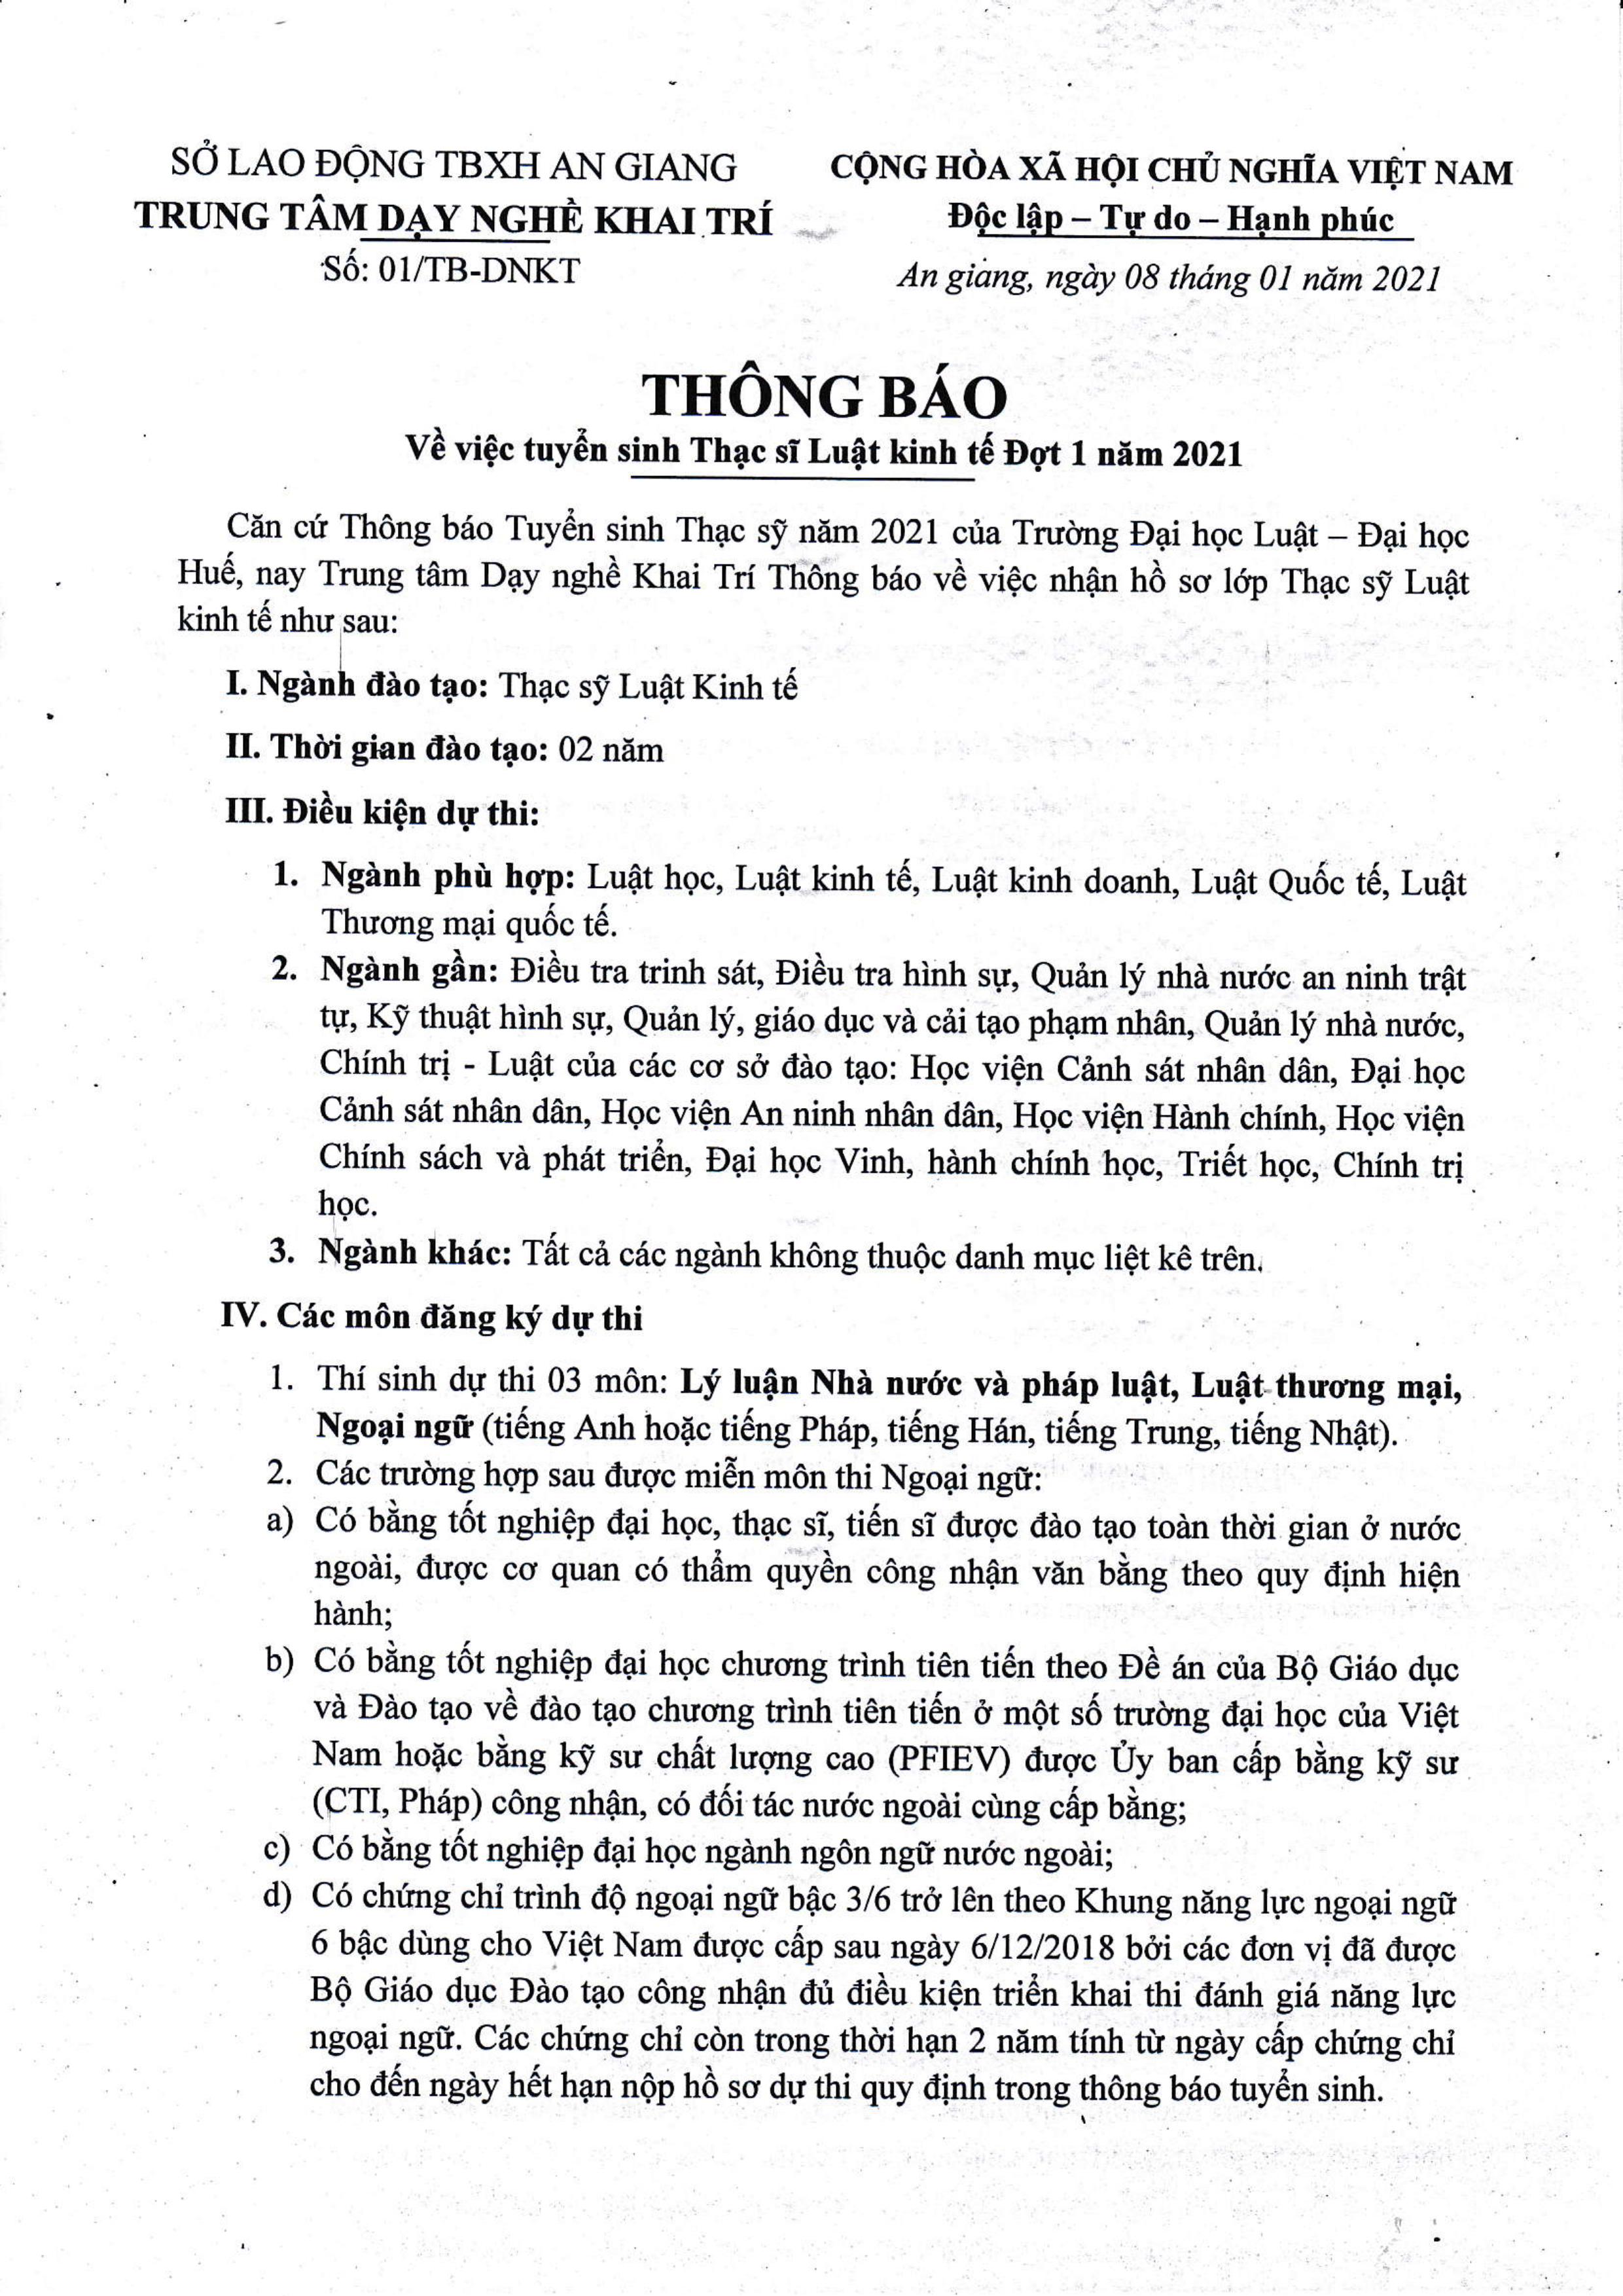 SỞ LAO ĐỘNG TBXH AN GIANG
TRUNG TÂM DẠY NGHỀ KHAI TRÍ
Số: 01/TB-DNKT
CỘNG HÒA XÃ HỘI CHỦ NGHĨA VIỆT NAM
Độc lập – Tự do – Hạnh phúc
An giang, ngày 08 tháng 01 năm 2021
THÔNG BÁO
Về việc tuyển sinh Thạc sĩ Luật kinh tế Đợt 1 năm 2021
Căn cứ Thông báo Tuyển sinh Thạc sỹ năm 2021 của Trường Đại học Luật – Đại học
Huế, nay Trung tâm Dạy nghề Khai Trí Thông báo về việc nhận hồ sơ lớp Thạc sỹ Luật
kinh tế như sau:
I. Ngành đào tạo: Thạc sỹ Luật Kinh tế
II. Thời gian đào tạo: 02 năm
III. Điều kiện dự thi:
1. Ngành phù hợp: Luật học, Luật kinh tế, Luật kinh doanh, Luật Quốc tế, Luật
Thương mại quốc tế.
2. Ngành gần: Điều tra trinh sát, Điều tra hình sự, Quản lý nhà nước an ninh trật
tự, Kỹ thuật hình sự, Quản lý, giáo dục và cải tạo phạm nhân, Quản lý nhà nước,
Chính trị - Luật của các cơ sở đào tạo: Học viện Cảnh sát nhân dân, Đại học
Cảnh sát nhân dân, Học viện An ninh nhân dân, Học viện Hành chính, Học viện
Chính sách và phát triển, Đại học Vinh, hành chính học, Triết học, Chính trị
học.
3. Ngành khác: Tất cả các ngành không thuộc danh mục liệt kê trên.
IV. Các môn đăng ký dự thi
1. Thí sinh dự thi 03 môn: Lý luận Nhà nước và pháp luật, Luật thương mại,
Ngoại ngữ (tiếng Anh hoặc tiếng Pháp, tiếng Hán, tiếng Trung, tiếng Nhật).
2. Các trường hợp sau được miễn môn thi Ngoại ngữ:
a) Có bằng tốt nghiệp đại học, thạc sĩ, tiến sĩ được đào tạo toàn thời gian ở nước
ngoài, được cơ quan có thẩm quyền công nhận văn bằng theo quy định hiện
hành;
b) Có bằng tốt nghiệp đại học chương trình tiên tiến theo Đề án của Bộ Giáo dục
và Đào tạo về đào tạo chương trình tiên tiến ở một số trường đại học của Việt
Nam hoặc bằng kỹ sư chất lượng cao (PFIEV) được Ủy ban cấp bằng kỹ sư
(CTI, Pháp) công nhận, có đối tác nước ngoài cùng cấp bằng;
c) Có bằng tốt nghiệp đại học ngành ngôn ngữ nước ngoài;
d) Có chứng chỉ trình độ ngoại ngữ bậc 3/6 trở lên theo Khung năng lực ngoại ngữ
6 bậc dùng cho Việt Nam được cấp sau ngày 6/12/2018 bởi các đơn vị đã được
Bộ Giáo dục Đào tạo công nhận đủ điều kiện triển khai thi đánh giá năng lực
ngoại ngữ. Các chứng chỉ còn trong thời hạn 2 năm tính từ ngày cấp chứng chỉ
cho đến ngày hết hạn nộp hồ sơ dự thi quy định trong thông báo tuyển sinh.